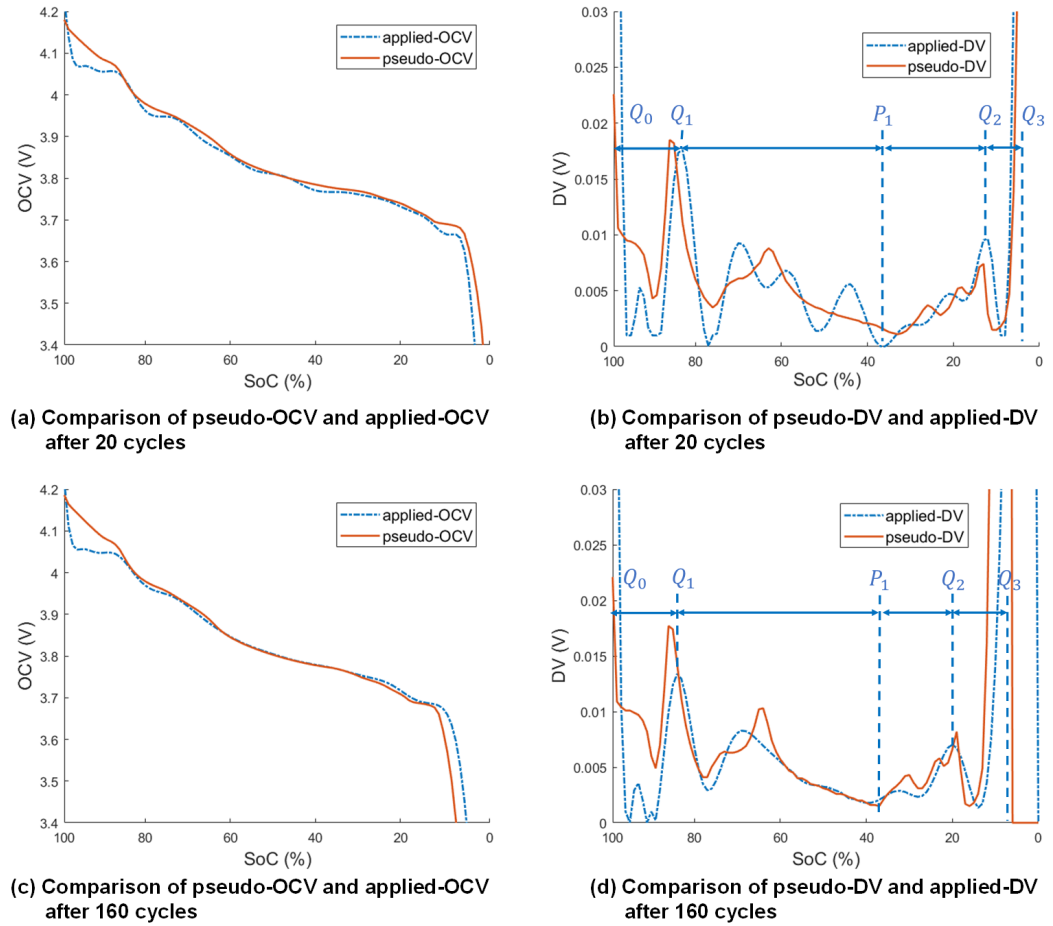 4.2
4.1
4
3.9
3.8
3.7
3.6
3.5
3.4
OCV (V)
100
80
60
40
20
0
SoC (%)
applied-OCV
pseudo-OCV
(a) Comparison of pseudo-OCV and applied-OCV
after 20 cycles
0.03
0.025
0.02
0.015
0.01
0.005
0
DV (V)
100
80
60
40
20
0
SoC (%)
applied-DV
pseudo-DV
Q0 Q1 P1 Q2 Q3
(b) Comparison of pseudo-DV and applied-DV
after 20 cycles
4.2
4.1
4
3.9
3.8
3.7
3.6
3.5
3.4
OCV (V)
100
80
60
40
20
0
SoC (%)
applied-OCV
pseudo-OCV
(c) Comparison of pseudo-OCV and applied-OCV
after 160 cycles
0.03
0.025
0.02
0.015
0.01
0.005
0
DV (V)
100
80
60
40
20
0
SoC (%)
applied-DV
pseudo-DV
Q0 Q1 P1 Q2 Q3
(d) Comparison of pseudo-DV and applied-DV
after 160 cycles